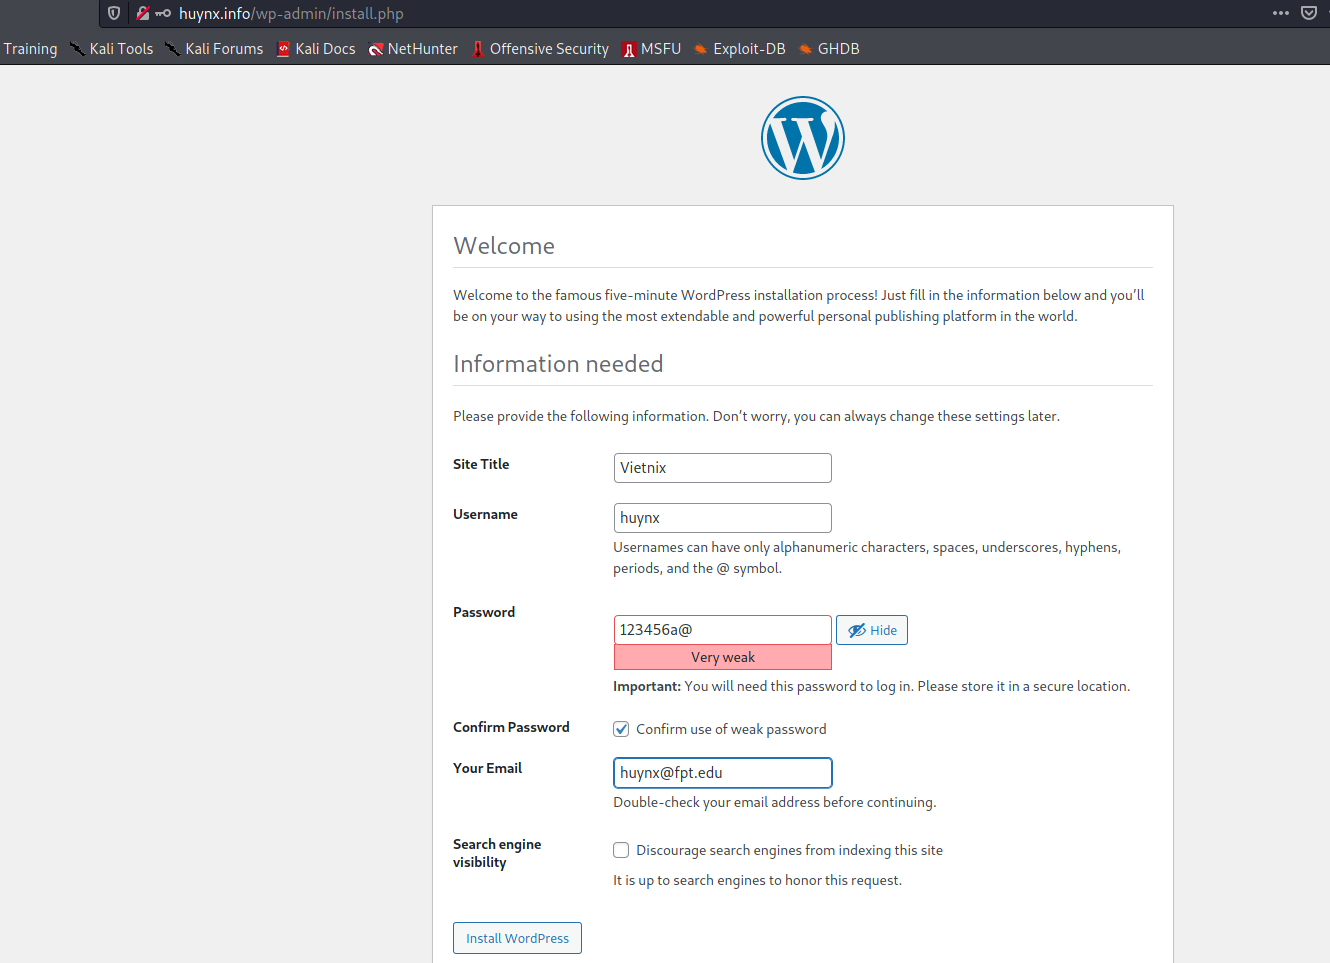 huynx.info/wp-admin/install.php
Training Kali Tools Kali Forums Kali Docs NetHunter Offensive Security MSFU Exploit-DB GHDB
Welcome
Welcome to the famous five-minute WordPress installation process! Just fill in the information below and you’ll
be on your way to using the most extendable and powerful personal publishing platform in the world.
Information needed
Please provide the following information. Don’t worry, you can always change these settings later.
Site Title Vietnix
Username huynx
Usernames can have only alphanumeric characters, spaces, underscores, hyphens,
periods, and the @ symbol.
Password 123456a@ Hide
Very weak
Important: You will need this password to log in. Please store it in a secure location.
Confirm Password Confirm use of weak password
Your Email huynx@fpt.edu
Double-check your email address before continuing.
Search engine
visibility
Discourage search engines from indexing this site
It is up to search engines to honor this request.
Install WordPress